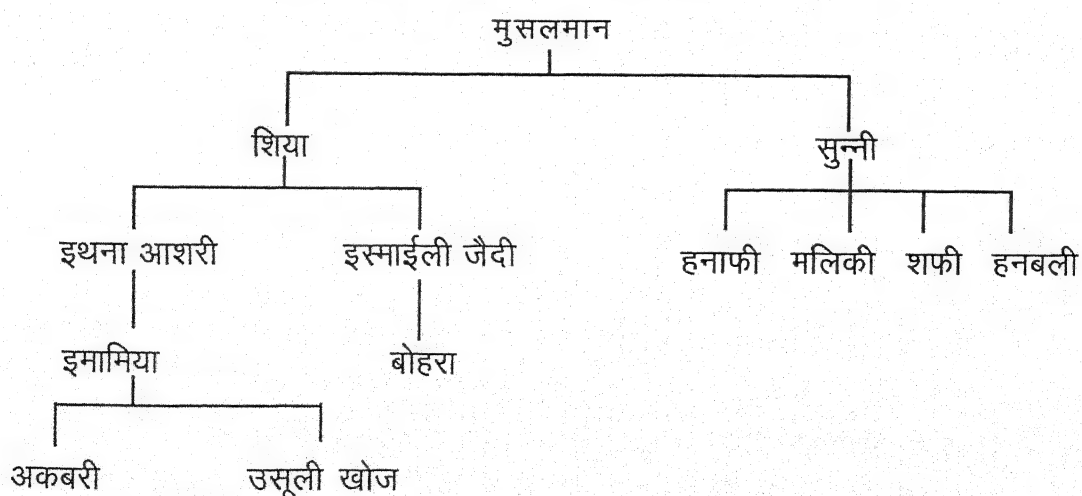 मुसलमान
शिया सुन्नी
इथना आशरी इस्माईली जैदी हनाफी मलिकी शफी हनबली
इमामिया बोहरा
अकबरी उसूली खोज